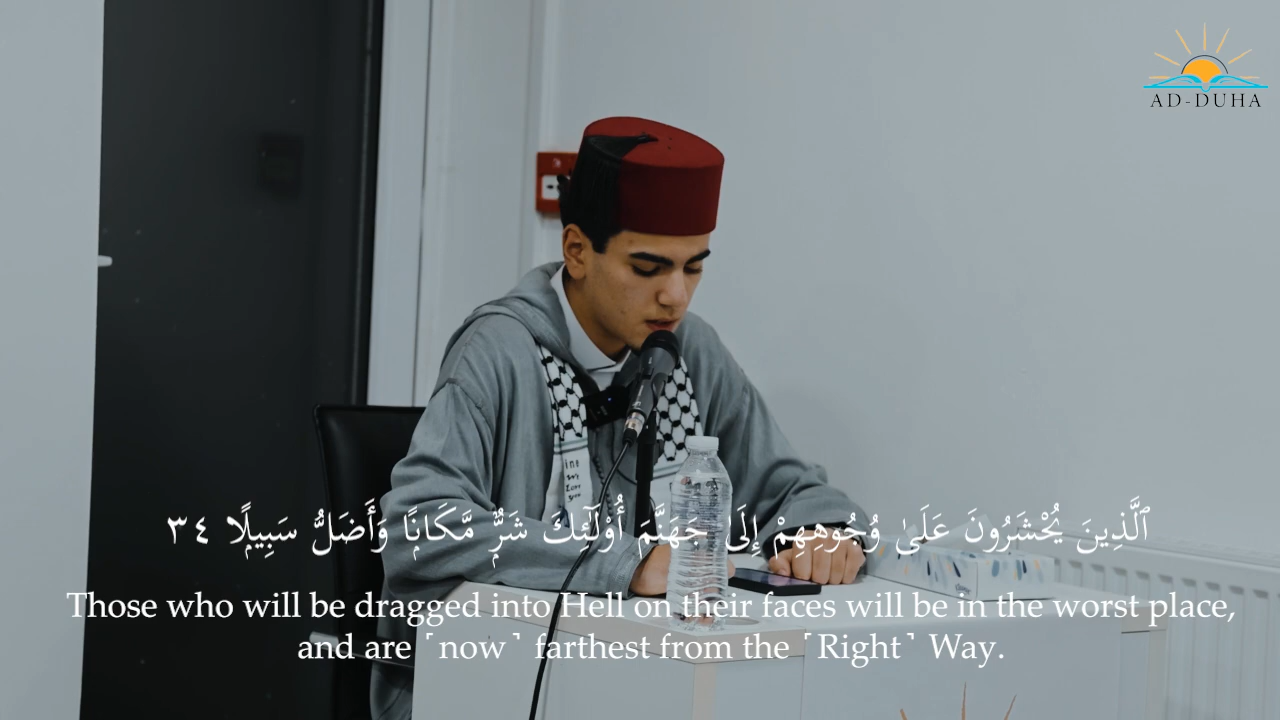 AD-DUHA
ٱلَّذِينَ يُحْشَرُونَ عَلَىٰ وُجُوهِهِمْ إِلَىٰ جَهَنَّمَ أُو۟لَـٰٓئِكَ شَرٌّۭ مَّكَانًۭا وَأَضَلُّ سَبِيلًۭا ٣٤
Those who will be dragged into Hell on their faces will be in the worst place,
and are ˹now˺ farthest from the ˹Right˺ Way.